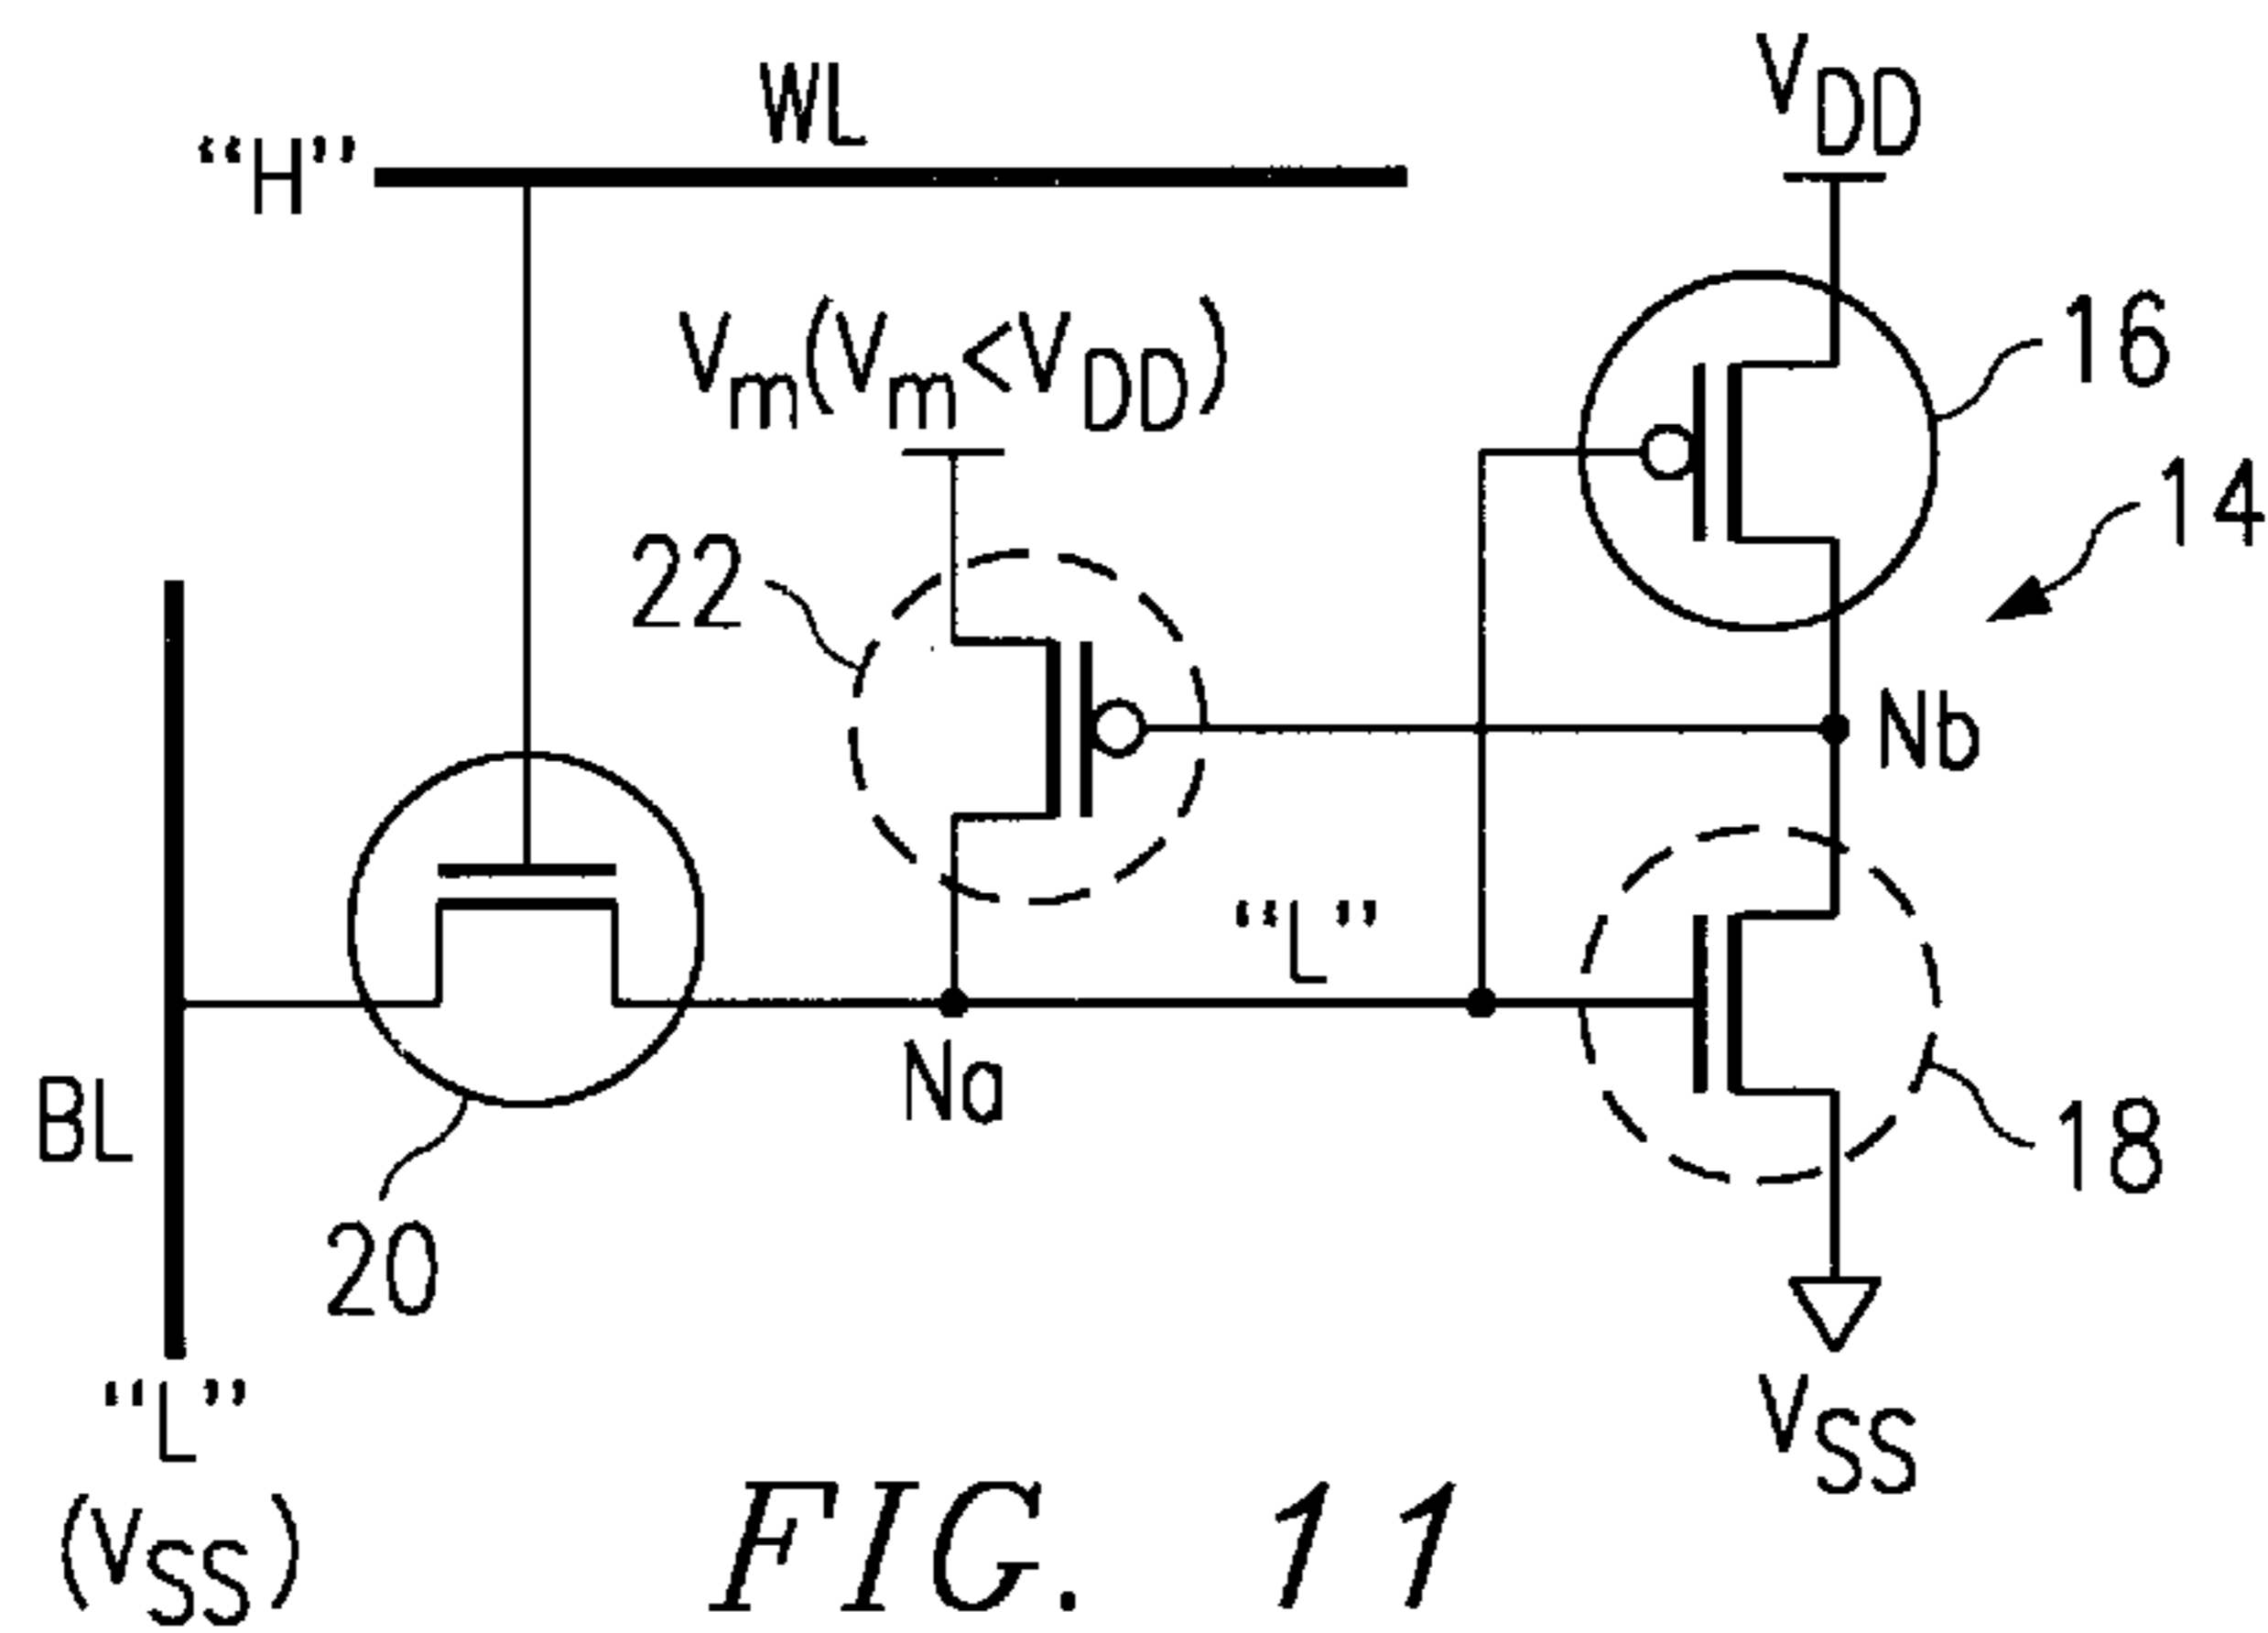 WL
V_DD
“H”
V_m(V_m<V_DD)
16
14
22
Nb
“L”
Na
BL
18
20
“L”
(V_SS)
V_SS
FIG. 11